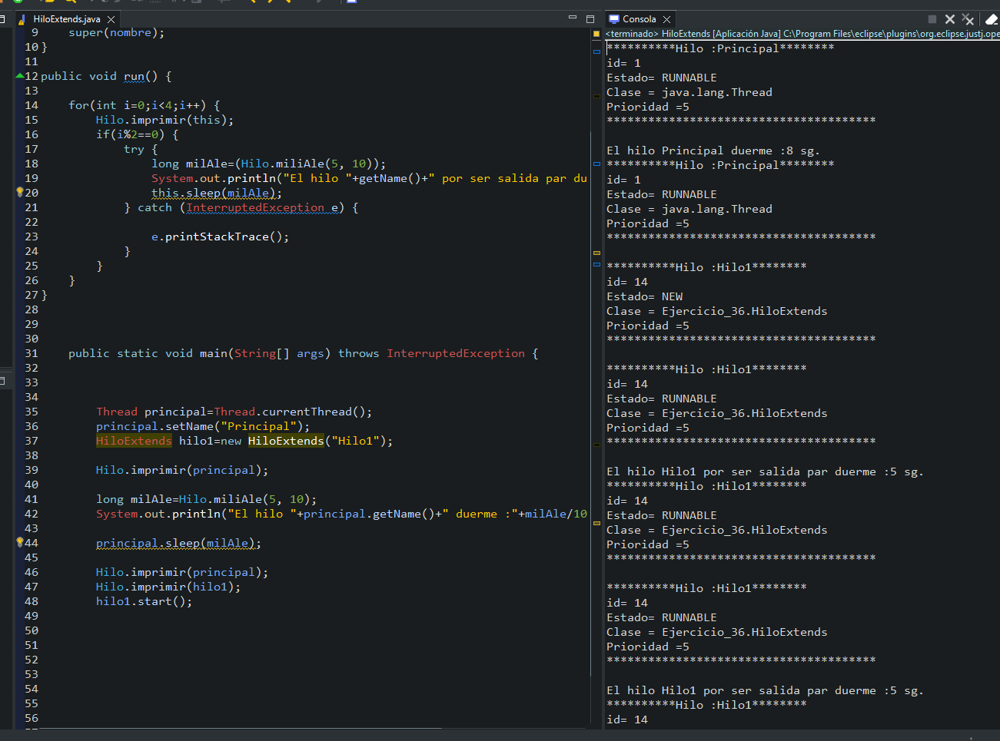 HiloExtends.java
9 super(nombre);
10 }
11
12 public void run() {
13
14 for(int i=0;i<4;i++) {
15 Hilo.imprimir(this);
16 if(i%2==0) {
17 try {
18 long milAle=(Hilo.miliAle(5, 10));
19 System.out.println("El hilo "+getName()+" por ser salida par du
20 this.sleep(milAle);
21 } catch (InterruptedException e) {
22
23 e.printStackTrace();
24 }
25 }
26 }
27 }
28
29
30
31 public static void main(String[] args) throws InterruptedException {
32
33
34
35 Thread principal=Thread.currentThread();
36 principal.setName("Principal");
37 HiloExtends hilo1=new HiloExtends("Hilo1");
38
39 Hilo.imprimir(principal);
40
41 long milAle=Hilo.miliAle(5, 10);
42 System.out.println("El hilo "+principal.getName()+" duerme :"+milAle/10
43
44 principal.sleep(milAle);
45
46 Hilo.imprimir(principal);
47 Hilo.imprimir(hilo1);
48 hilo1.start();
49
50
51
52
53
54
55
56
Consola
<terminado> HiloExtends [Aplicación Java] C:\Program Files\eclipse\plugins\org.eclipse.justj.ope
**********Hilo :Principal********
id= 1
Estado= RUNNABLE
Clase = java.lang.Thread
Prioridad =5
***************************************
El hilo Principal duerme :8 sg.
**********Hilo :Principal********
id= 1
Estado= RUNNABLE
Clase = java.lang.Thread
Prioridad =5
***************************************
**********Hilo :Hilo1********
id= 14
Estado= NEW
Clase = Ejercicio_36.HiloExtends
Prioridad =5
***************************************
**********Hilo :Hilo1********
id= 14
Estado= RUNNABLE
Clase = Ejercicio_36.HiloExtends
Prioridad =5
***************************************
El hilo Hilo1 por ser salida par duerme :5 sg.
**********Hilo :Hilo1********
id= 14
Estado= RUNNABLE
Clase = Ejercicio_36.HiloExtends
Prioridad =5
***************************************
**********Hilo :Hilo1********
id= 14
Estado= RUNNABLE
Clase = Ejercicio_36.HiloExtends
Prioridad =5
***************************************
El hilo Hilo1 por ser salida par duerme :5 sg.
**********Hilo :Hilo1********
id= 14